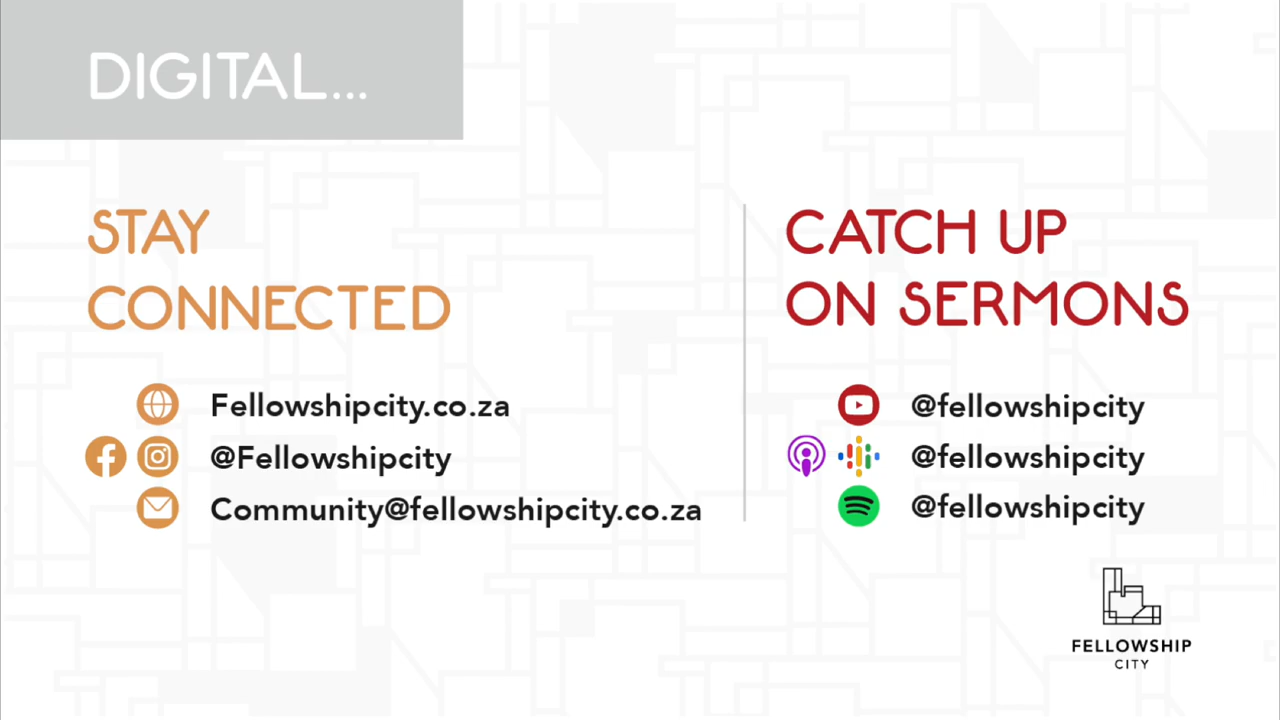 DIGITAL...
STAY
CONNECTED
Fellowshipcity.co.za
@Fellowshipcity
Community@fellowshipcity.co.za
CATCH UP
ON SERMONS
@fellowshipcity
@fellowshipcity
@fellowshipcity
FELLOWSHIP
CITY